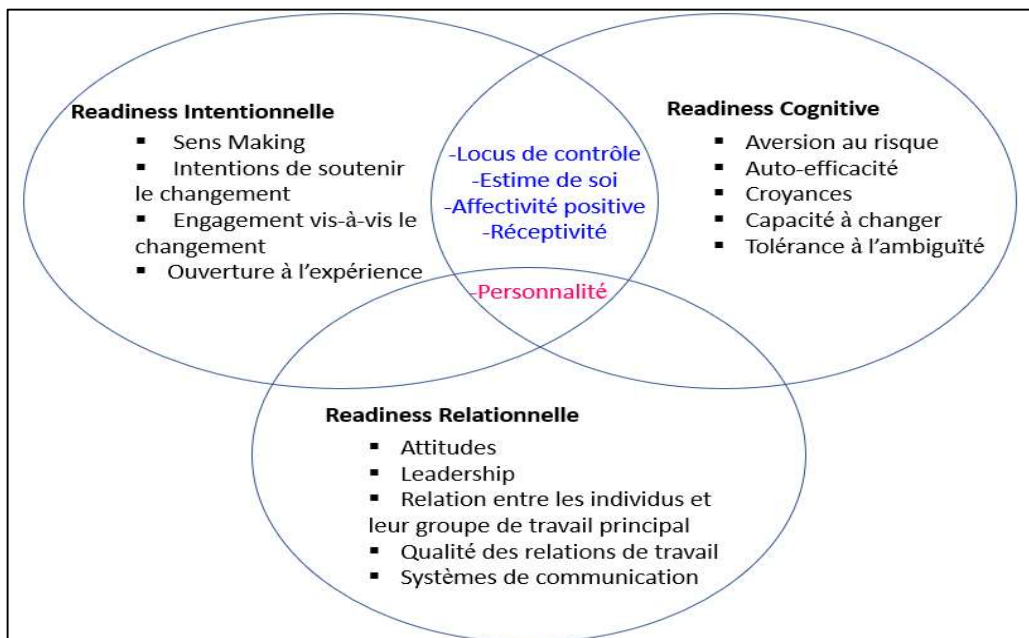 Readiness Intentionnelle
▪ Sens Making
▪ Intentions de soutenir
le changement
▪ Engagement vis-à-vis le
changement
▪ Ouverture à l'expérience
-Locus de contrôle
-Estime de soi
-Affectivité positive
-Réceptivité
Readiness Cognitive
▪ Aversion au risque
▪ Auto-efficacité
▪ Croyances
▪ Capacité à changer
▪ Tolérance à l'ambiguïté
-Personnalité
Readiness Relationnelle
▪ Attitudes
▪ Leadership
▪ Relation entre les individus et
leur groupe de travail principal
▪ Qualité des relations de travail
▪ Systèmes de communication